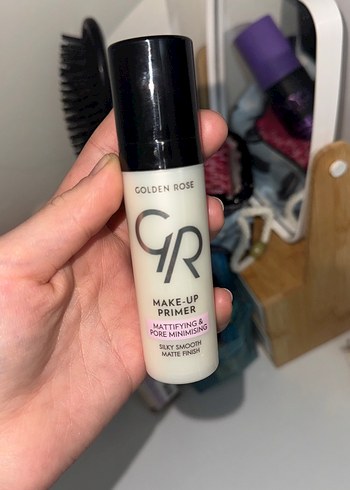 GOLDEN ROSE
GR
MAKE-UP
PRIMER
MATTIFYING &
PORE MINIMISING
SILKY SMOOTH
MATTE FINISH